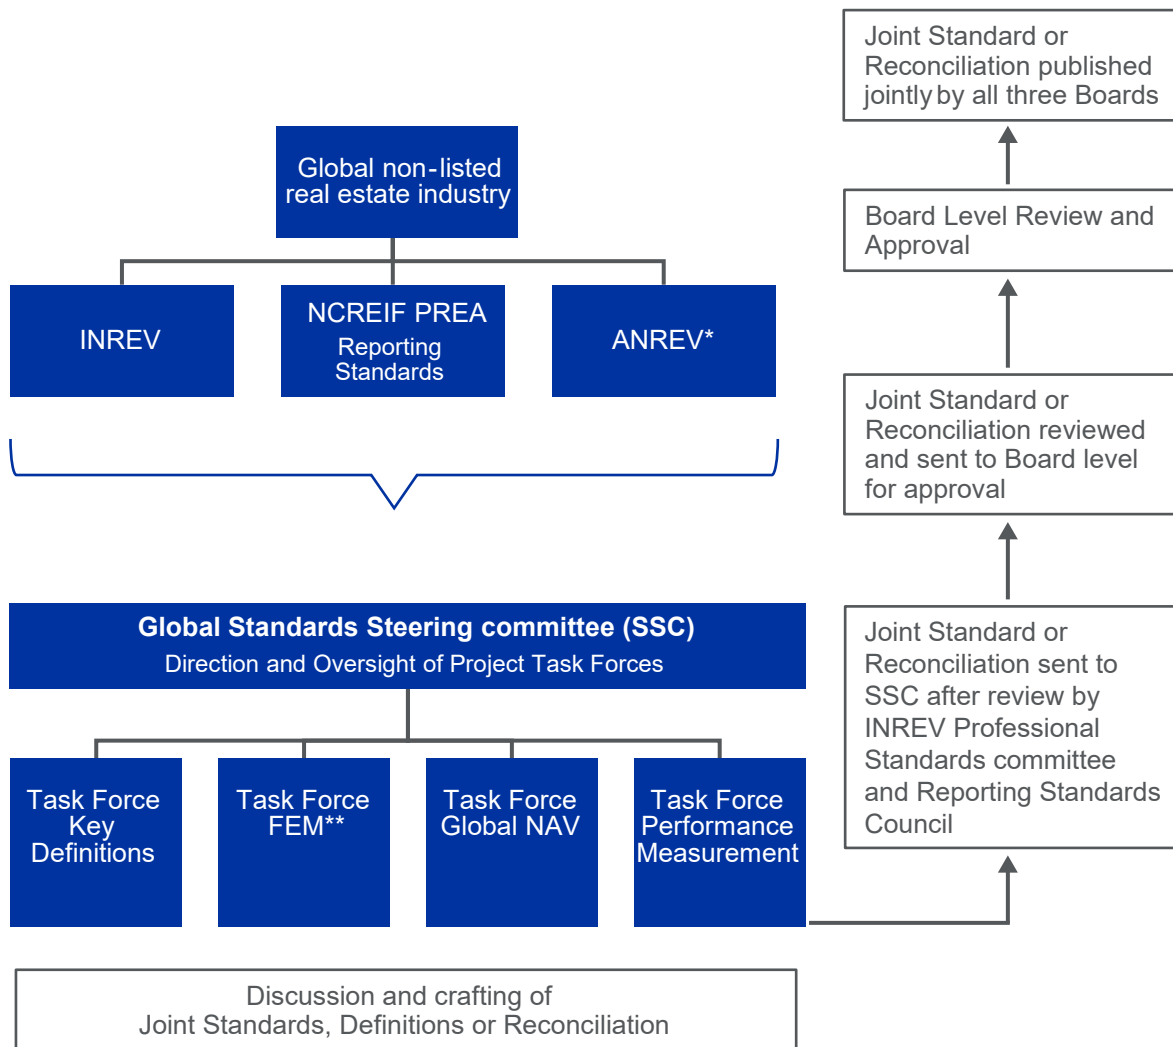 Global non-listed
real estate industry
INREV
NCREIF PREA
Reporting
Standards
ANREV*
Global Standards Steering committee (SSC)
Direction and Oversight of Project Task Forces
Task Force
Key
Definitions
Task Force
FEM**
Task Force
Global NAV
Task Force
Performance
Measurement
Discussion and crafting of
Joint Standards, Definitions or Reconciliation
Joint Standard or
Reconciliation published
jointly by all three Boards
Board Level Review and
Approval
Joint Standard or
Reconciliation reviewed
and sent to Board level
for approval
Joint Standard or
Reconciliation sent to
SSC after review by
INREV Professional
Standards committee
and Reporting Standards
Council